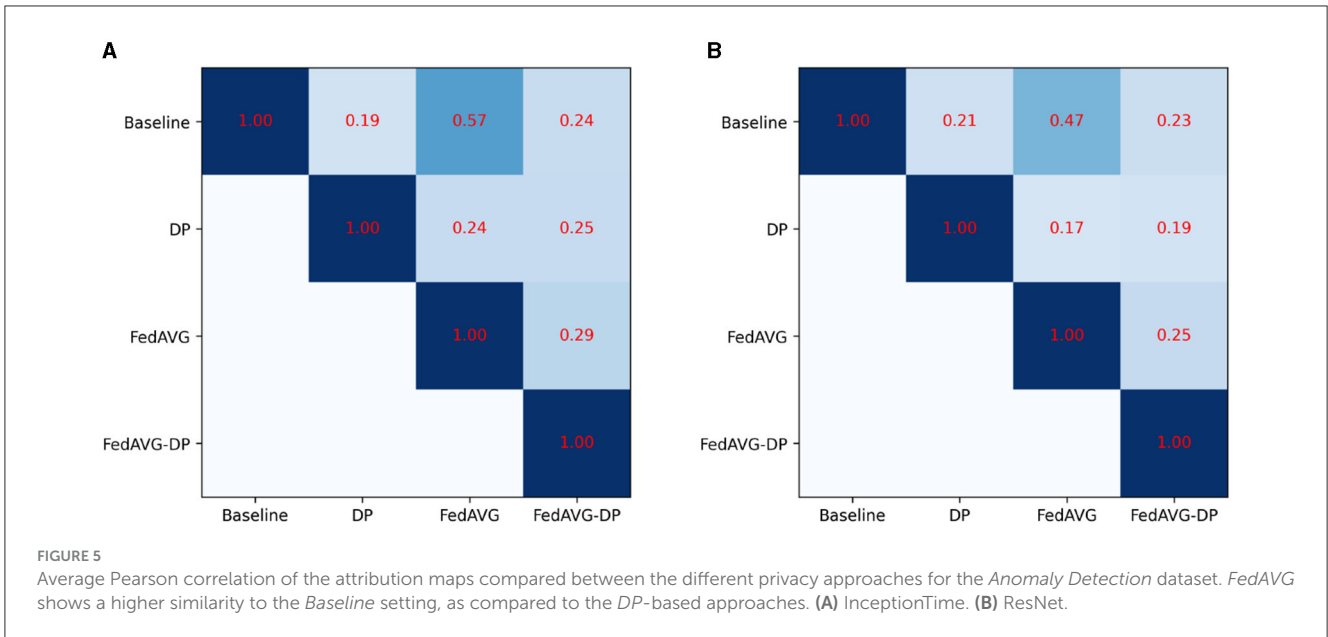 A
B
Baseline
1.00 0.19 0.57 0.24
DP
1.00 0.24 0.25
FedAVG
1.00 0.29
FedAVG-DP
1.00
Baseline DP FedAVG FedAVG-DP
Baseline
1.00 0.21 0.47 0.23
DP
1.00 0.17 0.19
FedAVG
1.00 0.25
FedAVG-DP
1.00
Baseline DP FedAVG FedAVG-DP
FIGURE 5
Average Pearson correlation of the attribution maps compared between the different privacy approaches for the Anomaly Detection dataset. FedAVG
shows a higher similarity to the Baseline setting, as compared to the DP-based approaches. (A) InceptionTime. (B) ResNet.